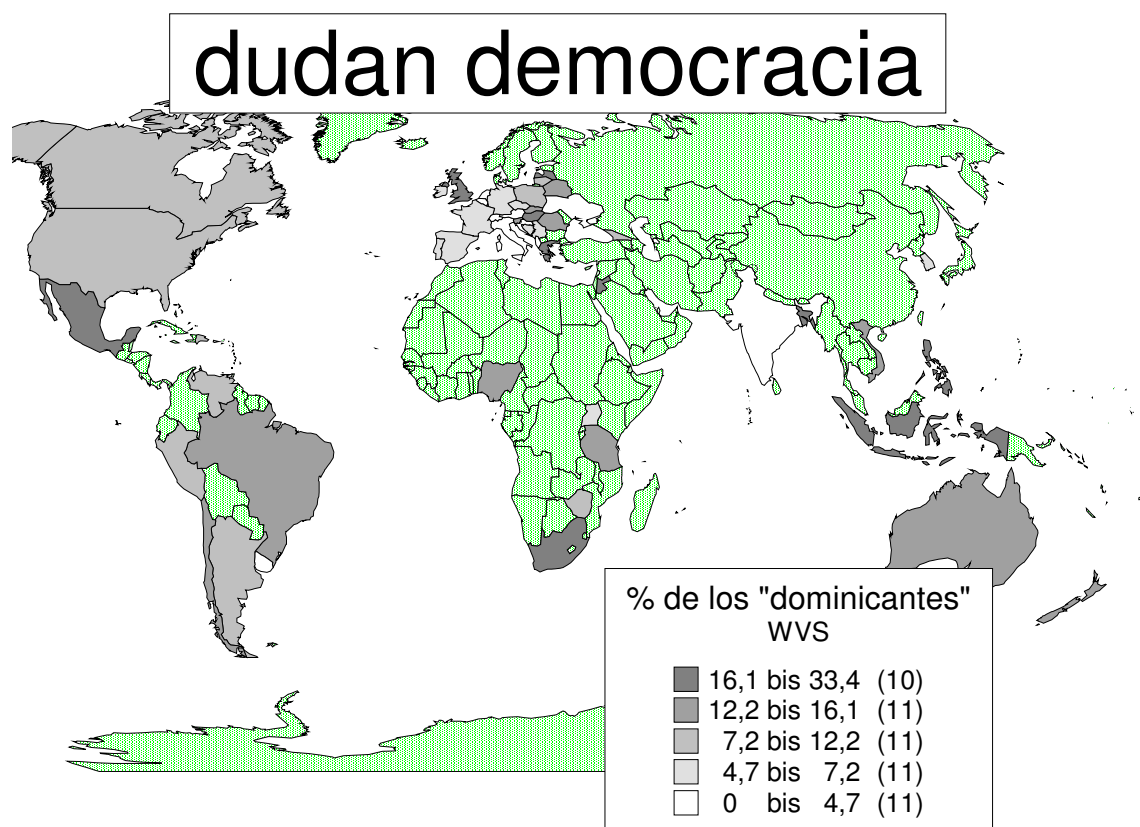 dudan democracia
% de los "dominicantes"
WVS
16,1 bis 33,4 (10)
12,2 bis 16,1 (11)
7,2 bis 12,2 (11)
4,7 bis 7,2 (11)
0 bis 4,7 (11)